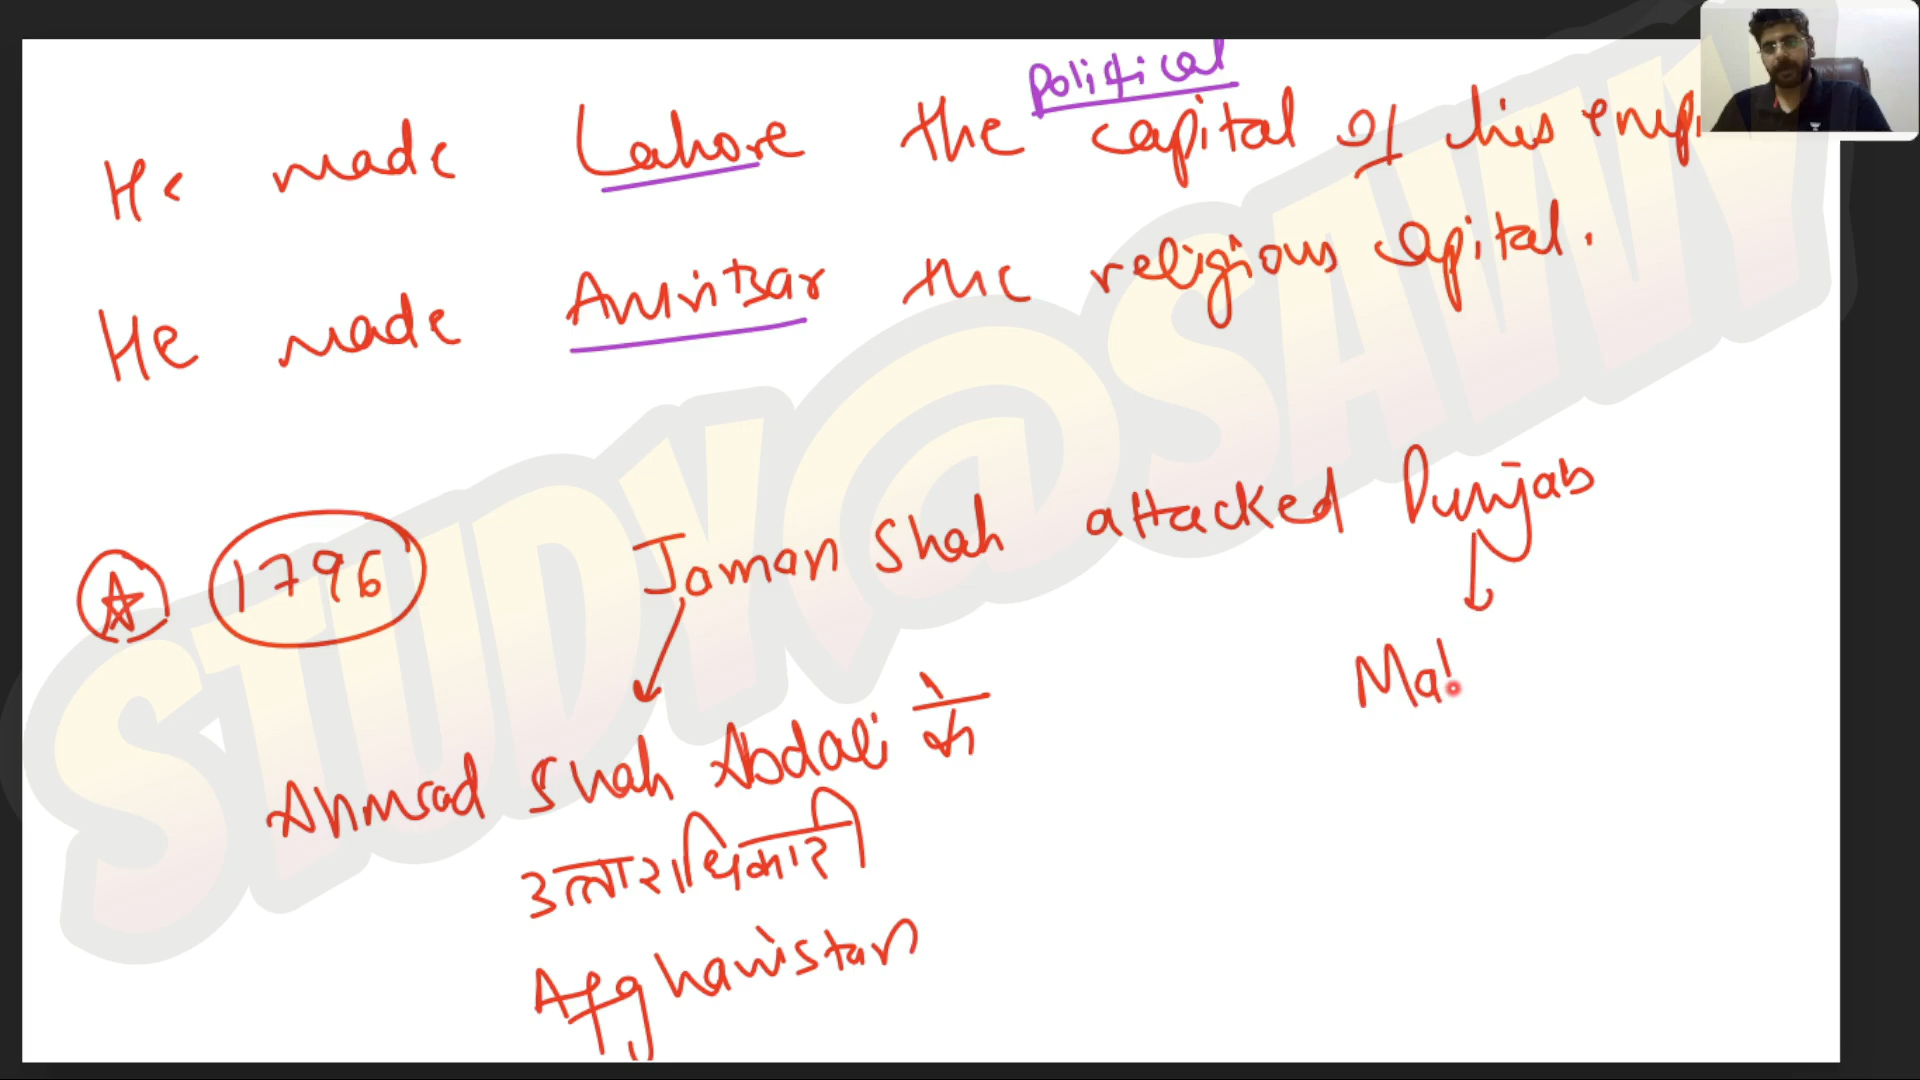 Political
He made Lahore the capital of his emp
He made Amritsar the religious capital.
1796 Jaman Shah attacked Punjab
Mal
Ahmad Shah Abdali के
उत्तराधिकारी
Afghanistan
STUDY@SAVVY